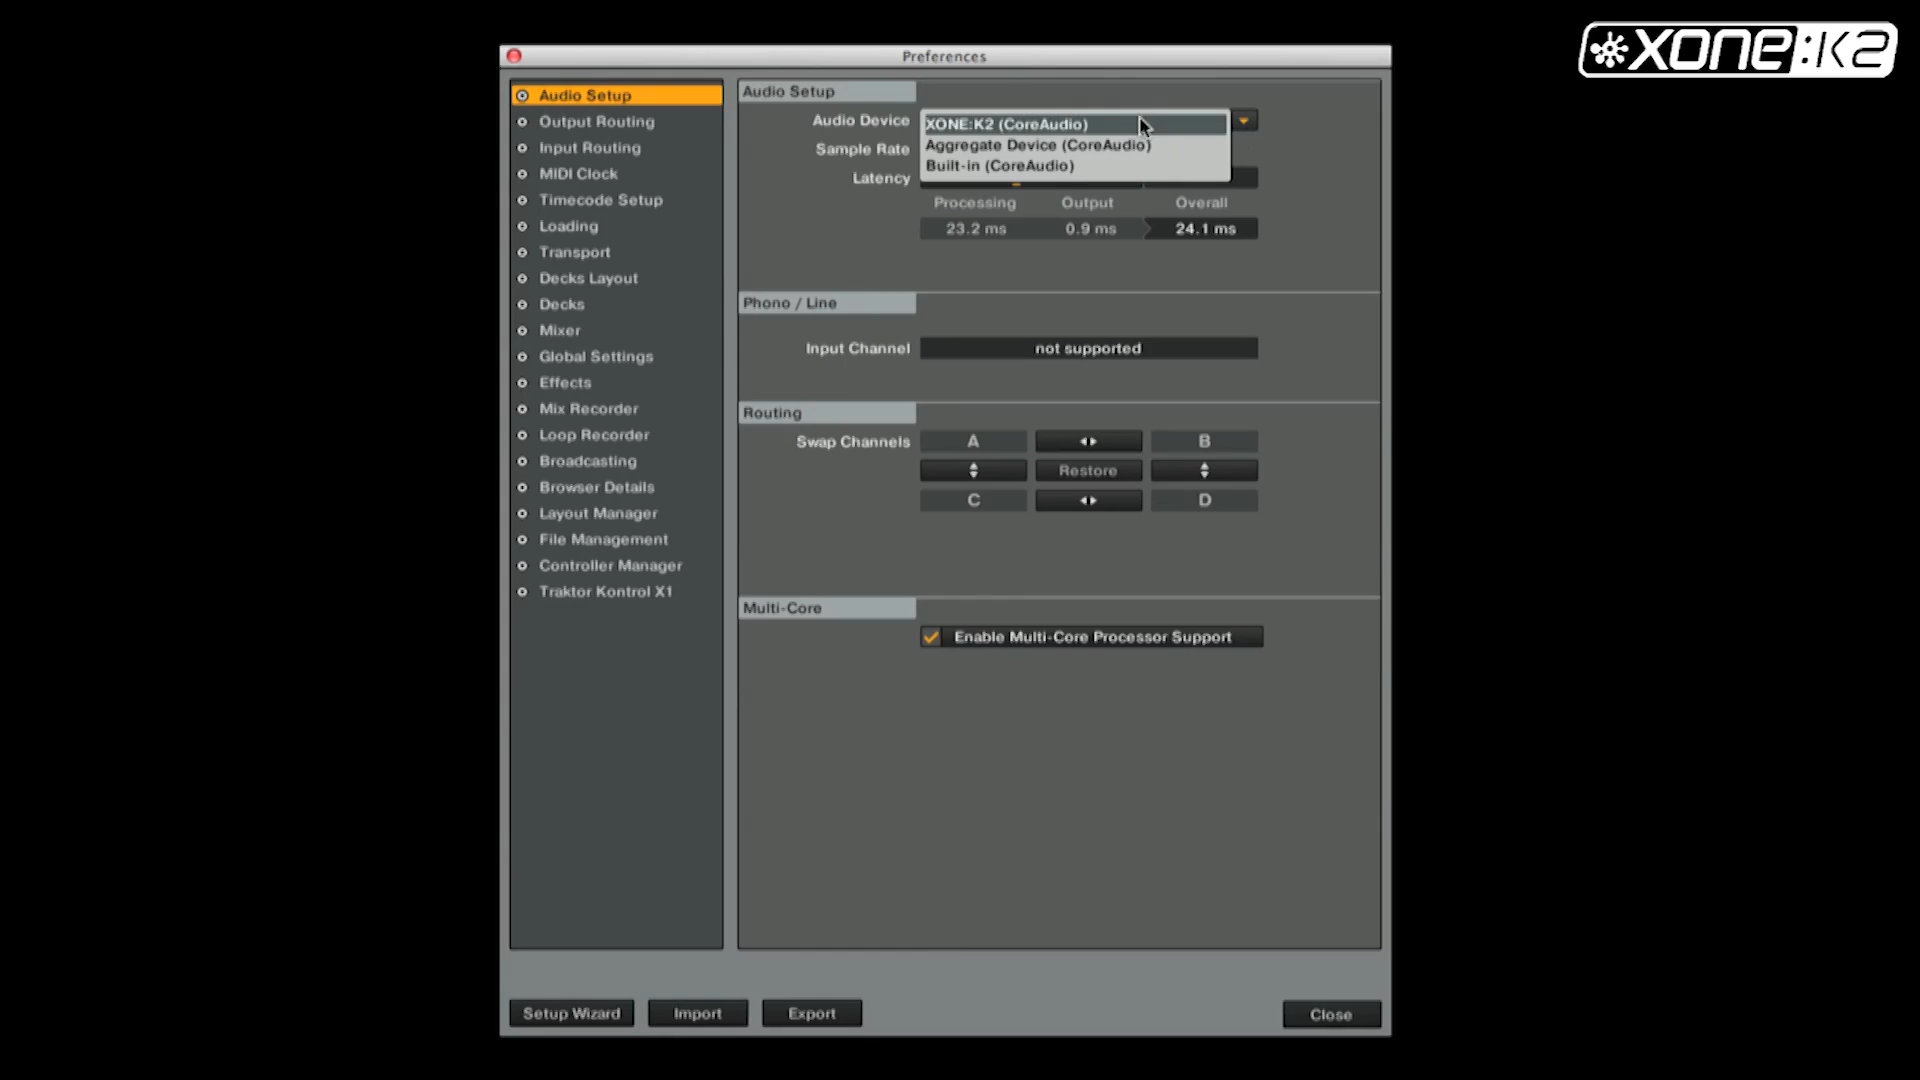 XONE:K2
Preferences
Audio Setup
Output Routing
Input Routing
MIDI Clock
Timecode Setup
Loading
Transport
Decks Layout
Decks
Mixer
Global Settings
Effects
Mix Recorder
Loop Recorder
Broadcasting
Browser Details
Layout Manager
File Management
Controller Manager
Traktor Kontrol X1
Audio Setup
Audio Device
XONE:K2 (CoreAudio)
Aggregate Device (CoreAudio)
Built-in (CoreAudio)
Sample Rate
Latency
Processing Output Overall
23.2 ms 0.9 ms 24.1 ms
Phono / Line
Input Channel not supported
Routing
Swap Channels A B
Restore
C D
Multi-Core
Enable Multi-Core Processor Support
Setup Wizard Import Export Close